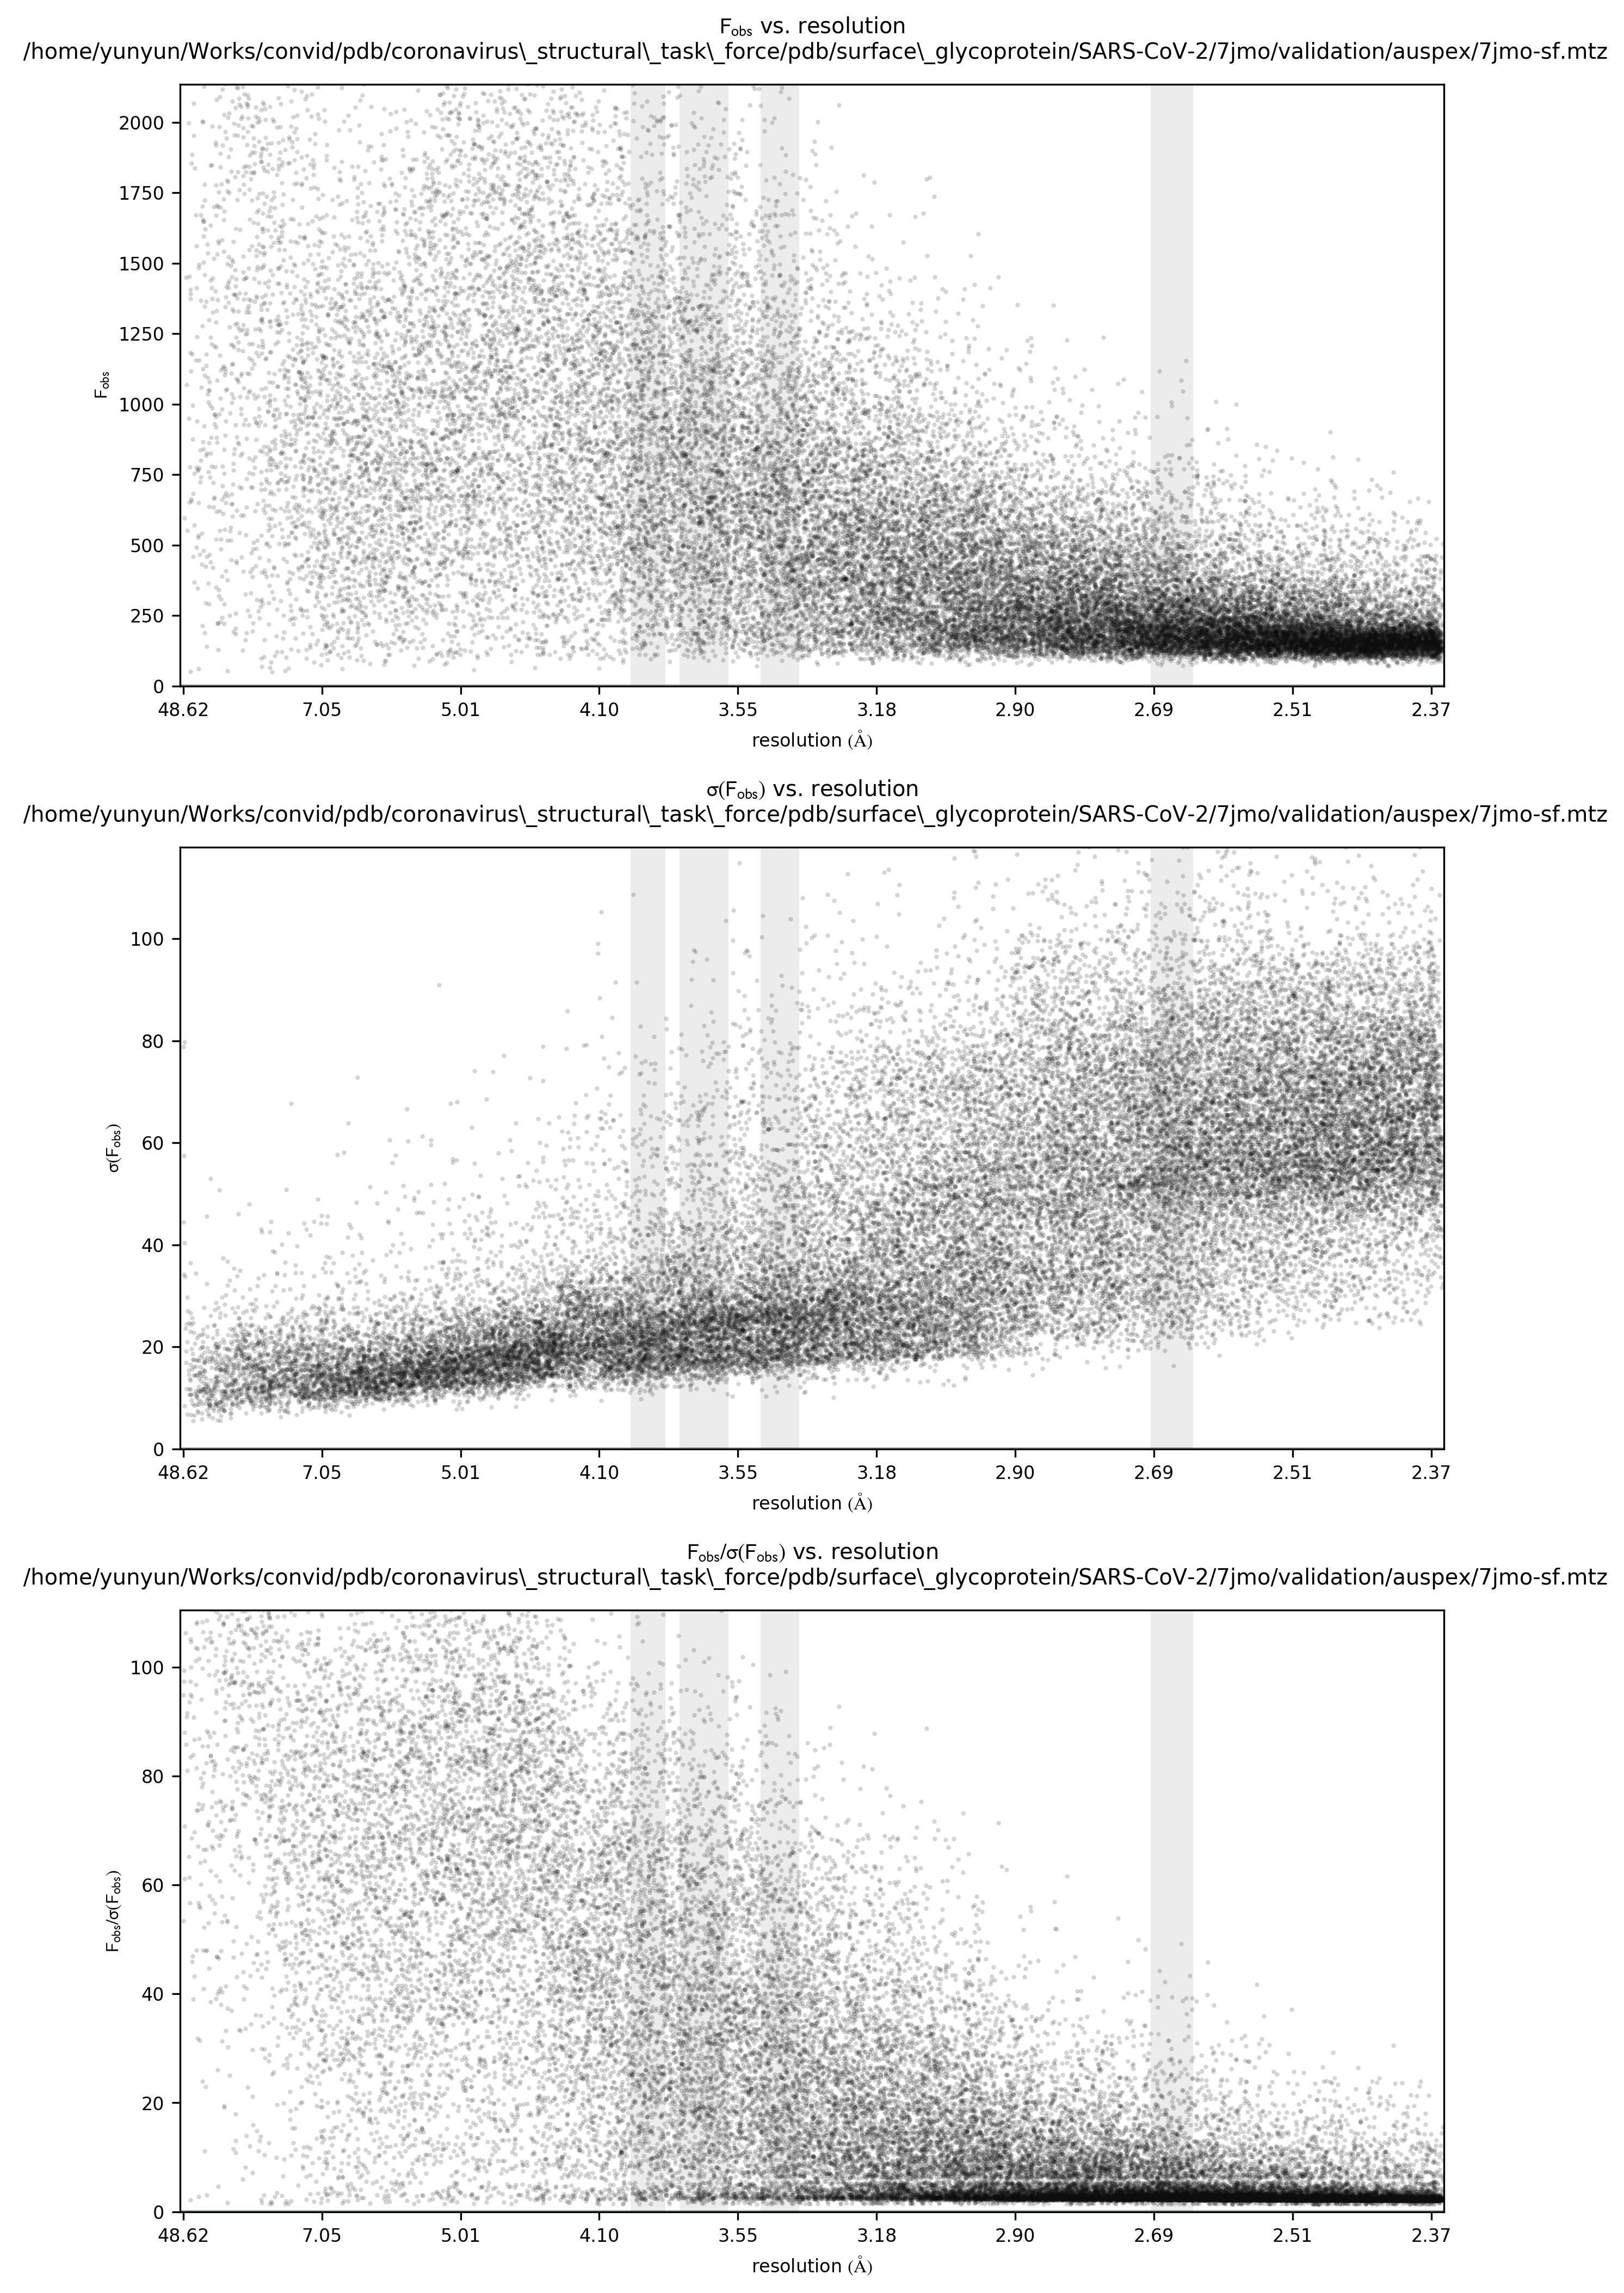 Fobs vs. resolution
/home/yunyun/Works/convid/pdb/coronavirus\_structural\_task\_force/pdb/surface\_glycoprotein/SARS-CoV-2/7jmo/validation/auspex/7jmo-sf.mtz
2000
1750
1500
1250
1000
750
500
250
0
Fobs
48.62 7.05 5.01 4.10 3.55 3.18 2.90 2.69 2.51 2.37
resolution (Å)
σ(Fobs) vs. resolution
/home/yunyun/Works/convid/pdb/coronavirus\_structural\_task\_force/pdb/surface\_glycoprotein/SARS-CoV-2/7jmo/validation/auspex/7jmo-sf.mtz
100
80
60
40
20
0
σ(Fobs)
48.62 7.05 5.01 4.10 3.55 3.18 2.90 2.69 2.51 2.37
resolution (Å)
Fobs/σ(Fobs) vs. resolution
/home/yunyun/Works/convid/pdb/coronavirus\_structural\_task\_force/pdb/surface\_glycoprotein/SARS-CoV-2/7jmo/validation/auspex/7jmo-sf.mtz
100
80
60
40
20
0
Fobs/σ(Fobs)
48.62 7.05 5.01 4.10 3.55 3.18 2.90 2.69 2.51 2.37
resolution (Å)